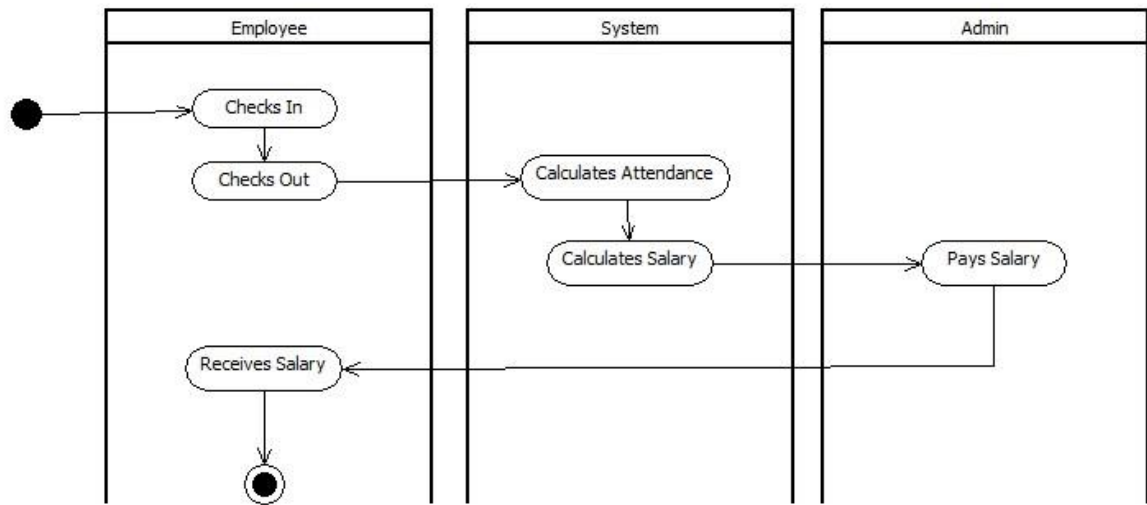 Employee
System
Admin
Checks In
Checks Out
Calculates Attendance
Calculates Salary
Pays Salary
Receives Salary